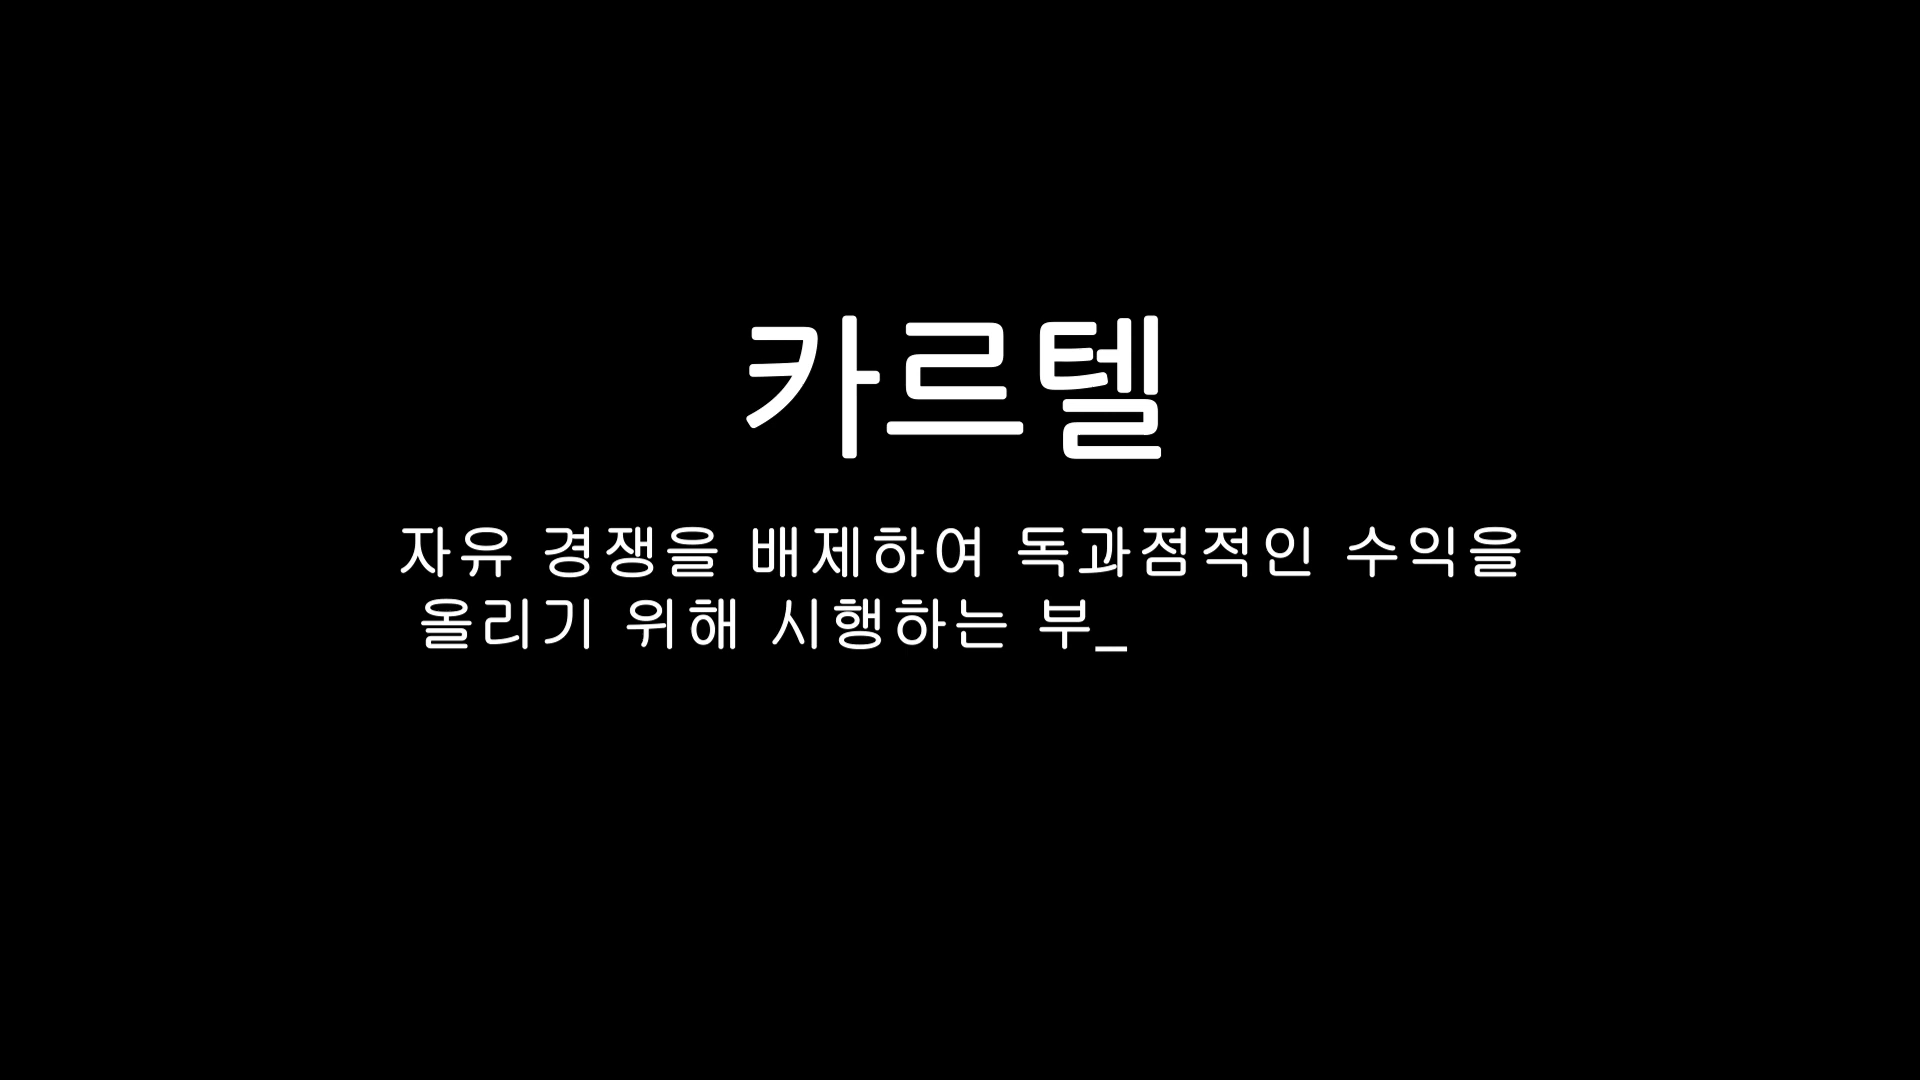 카르텔
자유 경쟁을 배제하여 독과점적인 수익을
올리기 위해 시행하는 부_